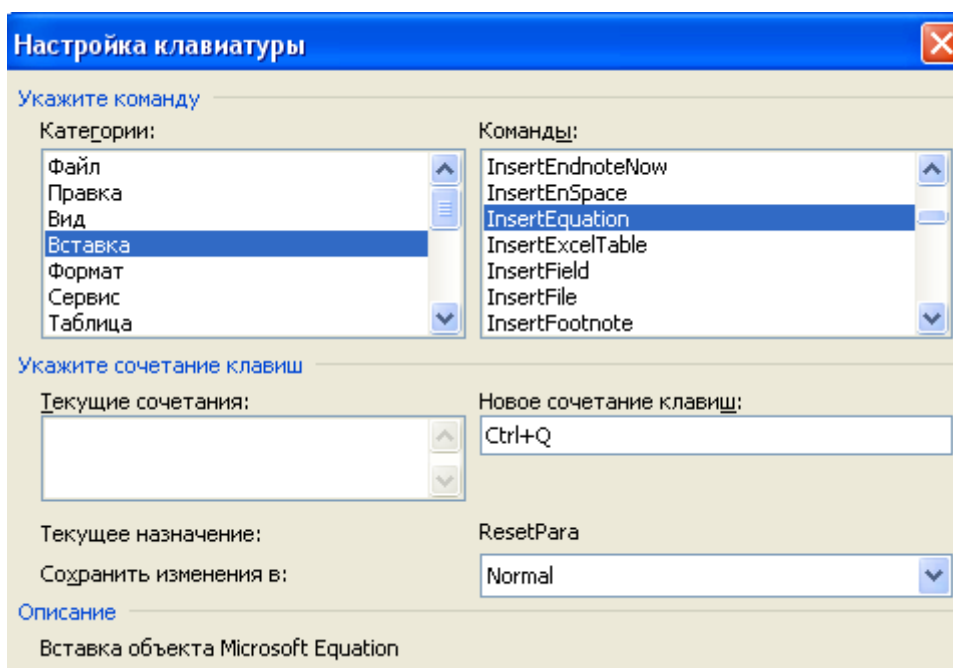 Настройка клавиатуры
Укажите команду
Категории:
Файл
Правка
Вид
Вставка
Формат
Сервис
Таблица
Команды:
InsertEndnoteNow
InsertEnSpace
InsertEquation
InsertExcelTable
InsertField
InsertFile
InsertFootnote
Укажите сочетание клавиш
Текущие сочетания:
Новое сочетание клавиш:
Ctrl+Q
Текущее назначение: ResetPara
Сохранить изменения в: Normal
Описание
Вставка объекта Microsoft Equation